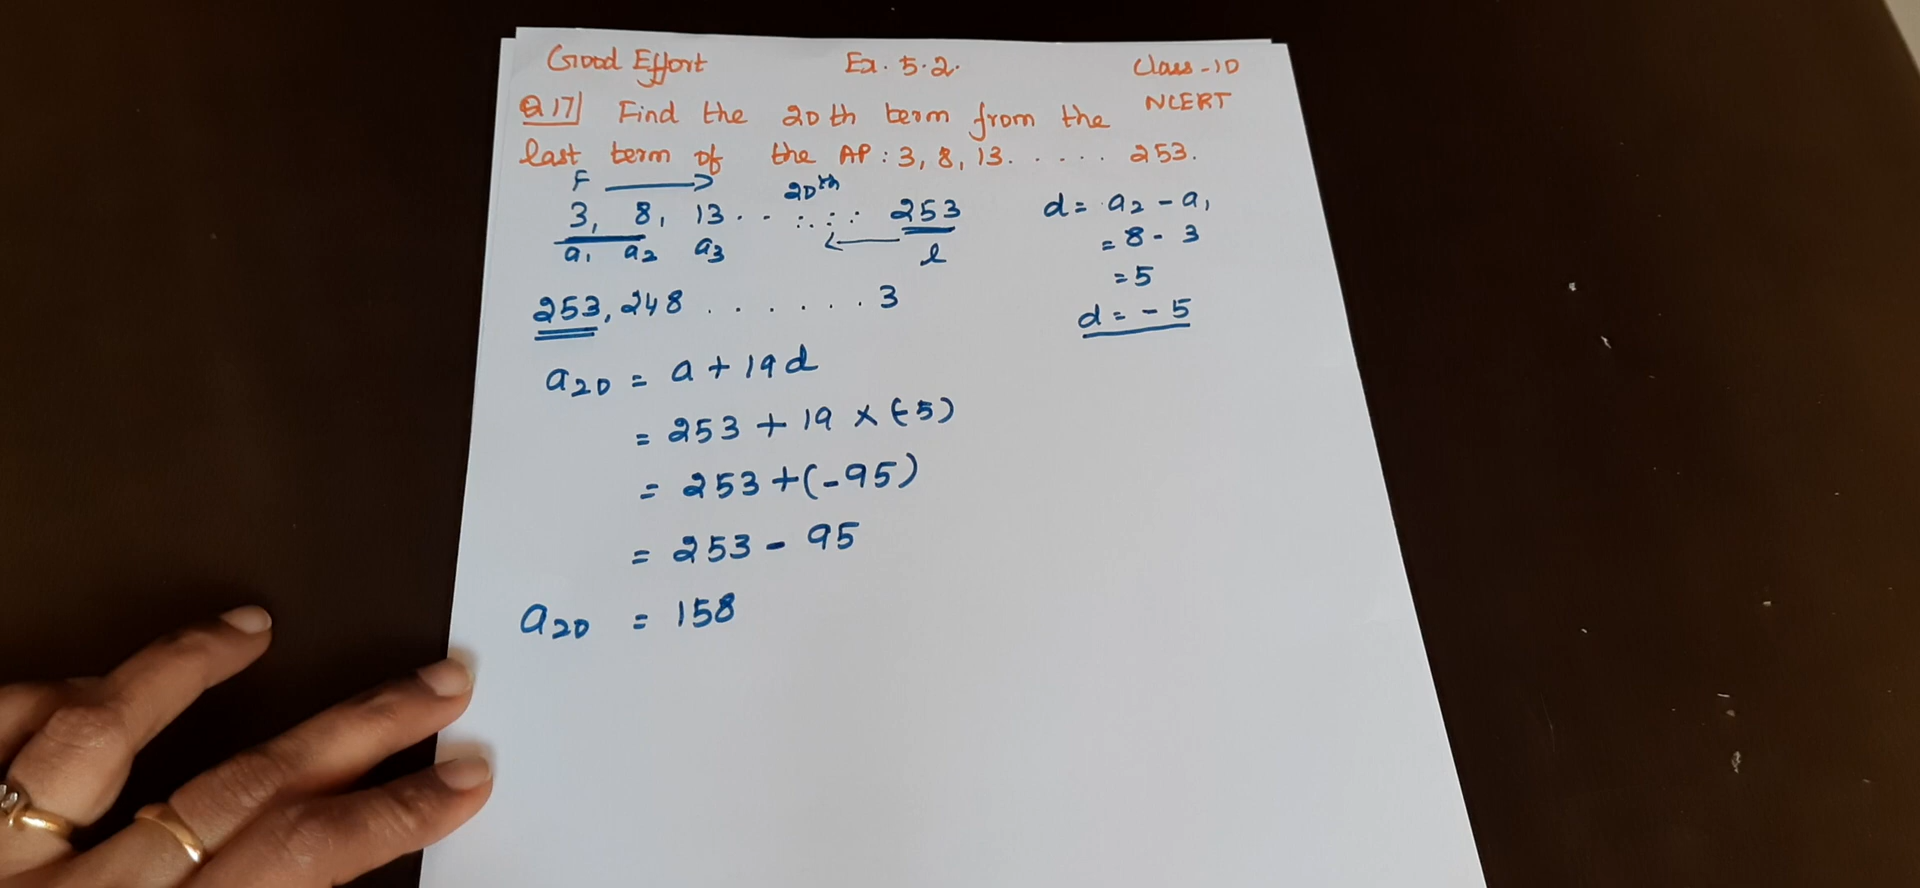 Good Effort Ex. 5.2. Class-10
NCERT
Q17 Find the 20th term from the
last term of the AP: 3, 8, 13. . . . . . 253.
F → 20th
3, 8, 13. . . . . . . . 253
a1 a2 a3 ← l
253, 248 . . . . . . . 3
d = a2 - a1
= 8 - 3
= 5
d = - 5
a20 = a + 19d
= 253 + 19 × (-5)
= 253 + (-95)
= 253 - 95
a20 = 158